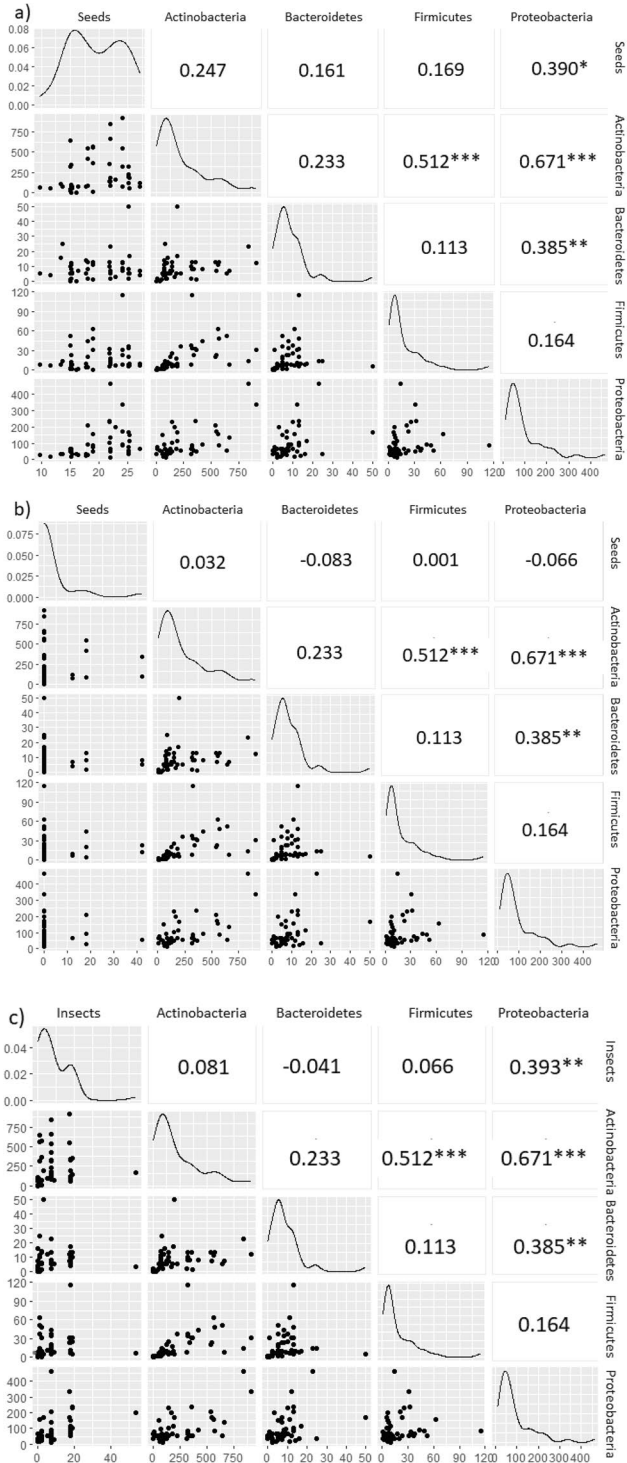 a)
Seeds Actinobacteria Bacteroidetes Firmicutes Proteobacteria
0.08
0.06
0.04
0.02
0.00
0.247 0.161 0.169 0.390*
Seeds
750
500
250
0
0.233 0.512*** 0.671***
Actinobacteria
50
40
30
20
10
0
0.113 0.385**
Bacteroidetes
120
90
60
30
0
0.164
Firmicutes
400
300
200
100
0
Proteobacteria
10 15 20 25 0 250 500 750 0 10 20 30 40 50 0 30 60 90 120 0 100 200 300 400
b)
Seeds Actinobacteria Bacteroidetes Firmicutes Proteobacteria
0.075
0.050
0.025
0.000
0.032 -0.083 0.001 -0.066
Seeds
750
500
250
0
0.233 0.512*** 0.671***
Actinobacteria
50
40
30
20
10
0
0.113 0.385**
Bacteroidetes
120
90
60
30
0
0.164
Firmicutes
400
300
200
100
0
Proteobacteria
0 10 20 30 40 0 250 500 750 0 10 20 30 40 50 0 30 60 90 120 0 100 200 300 400
c)
Insects Actinobacteria Bacteroidetes Firmicutes Proteobacteria
0.04
0.02
0.00
0.081 -0.041 0.066 0.393**
Insects
750
500
250
0
0.233 0.512*** 0.671***
Actinobacteria
50
40
30
20
10
0
0.113 0.385**
Bacteroidetes
120
90
60
30
0
0.164
Firmicutes
400
300
200
100
0
Proteobacteria
0 20 40 0 250 500 750 0 10 20 30 40 50 0 30 60 90 120 0 100 200 300 400